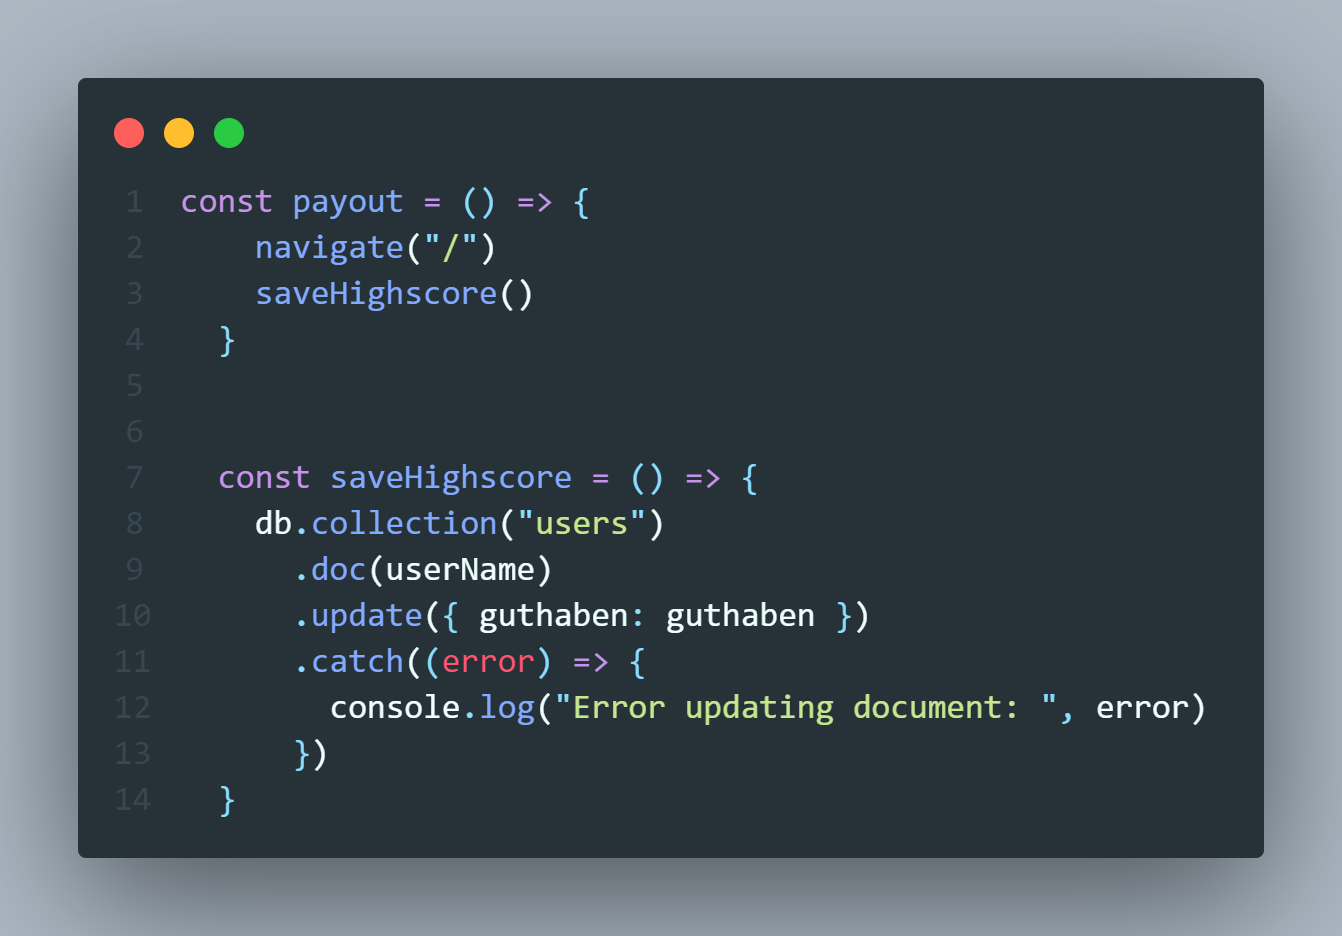 1 const payout = () => {
2 navigate("/")
3 saveHighscore()
4 }
5
6
7 const saveHighscore = () => {
8 db.collection("users")
9 .doc(userName)
10 .update({ guthaben: guthaben })
11 .catch((error) => {
12 console.log("Error updating document: ", error)
13 })
14 }